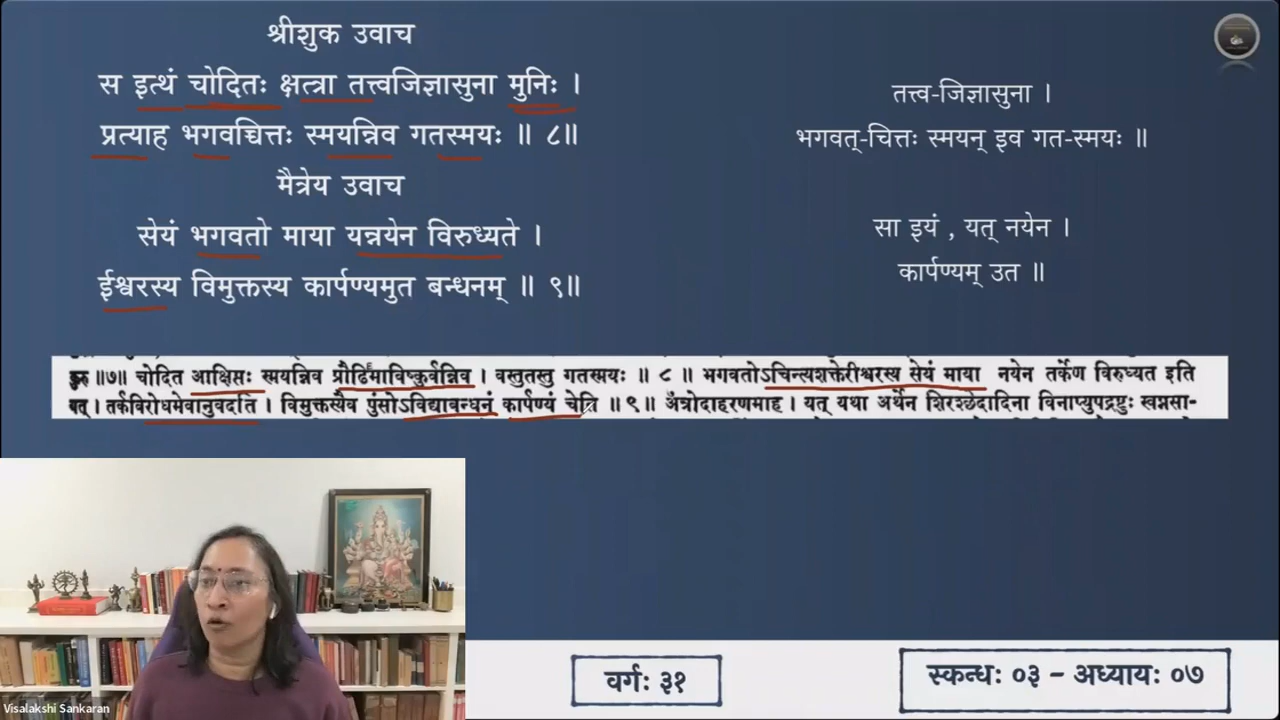 श्रीशुक उवाच
स इत्थं चोदितः क्षत्रा तत्त्वजिज्ञासुना मुनिः ।
प्रत्याह भगवच्चित्तः स्मयन्निव गतस्मयः ॥ ८॥
मैत्रेय उवाच
सेयं भगवतो माया यन्नयेन विरुध्यते ।
ईश्वरस्य विमुक्तस्य कार्पण्यमुत बन्धनम् ॥ ९॥
तत्त्व-जिज्ञासुना ।
भगवत्-चित्तः स्मयन् इव गत-स्मयः ॥
सा इयं , यत् नयेन ।
कार्पण्यम् उत ॥
॥७॥ चोदित आक्षिप्तः स्मयन्निव प्रौढिमाविष्कुर्वन्निव । वस्तुतस्तु गतस्मयः ॥ ८ ॥ भगवतोऽचिन्त्यशक्तेरीश्वरस्य सेयं माया नयेन तर्केण विरुध्यत इति
यत् । तर्कविरोधमेवानुवदति । विमुक्तस्यैव पुंसोऽविद्याबन्धनं कार्पण्यं चेति ॥ ९॥ अत्रोदाहरणमाह । यत् यथा अर्थेन शिरश्छेदादिना विनाप्युपद्रष्टुः स्वप्नसा-
Visalakshi Sankaran
वर्गः ३१
स्कन्धः ०३ – अध्यायः ०७